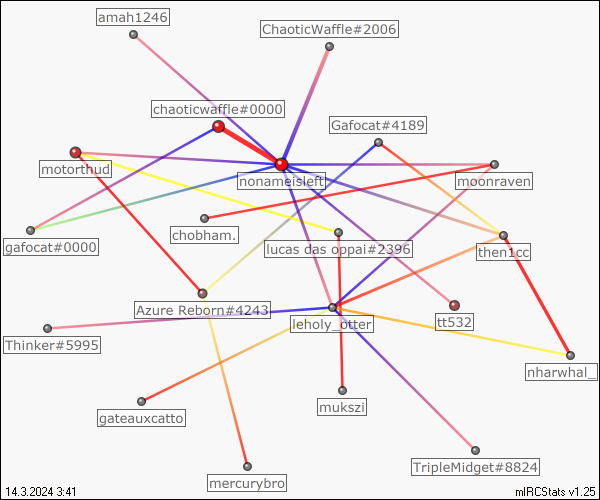 amah1246
ChaoticWaffle#2006
chaoticwaffle#0000
Gafocat#4189
motorthud
nonameisleft
moonraven
chobham.
gafocat#0000
lucas das oppai#2396
then1cc
Azure Reborn#4243
leholy_otter
tt532
Thinker#5995
nharwhal_
mukszi
gateauxcatto
TripleMidget#8824
mercurybro
14.3.2024 3:41
mIRCStats v1.25